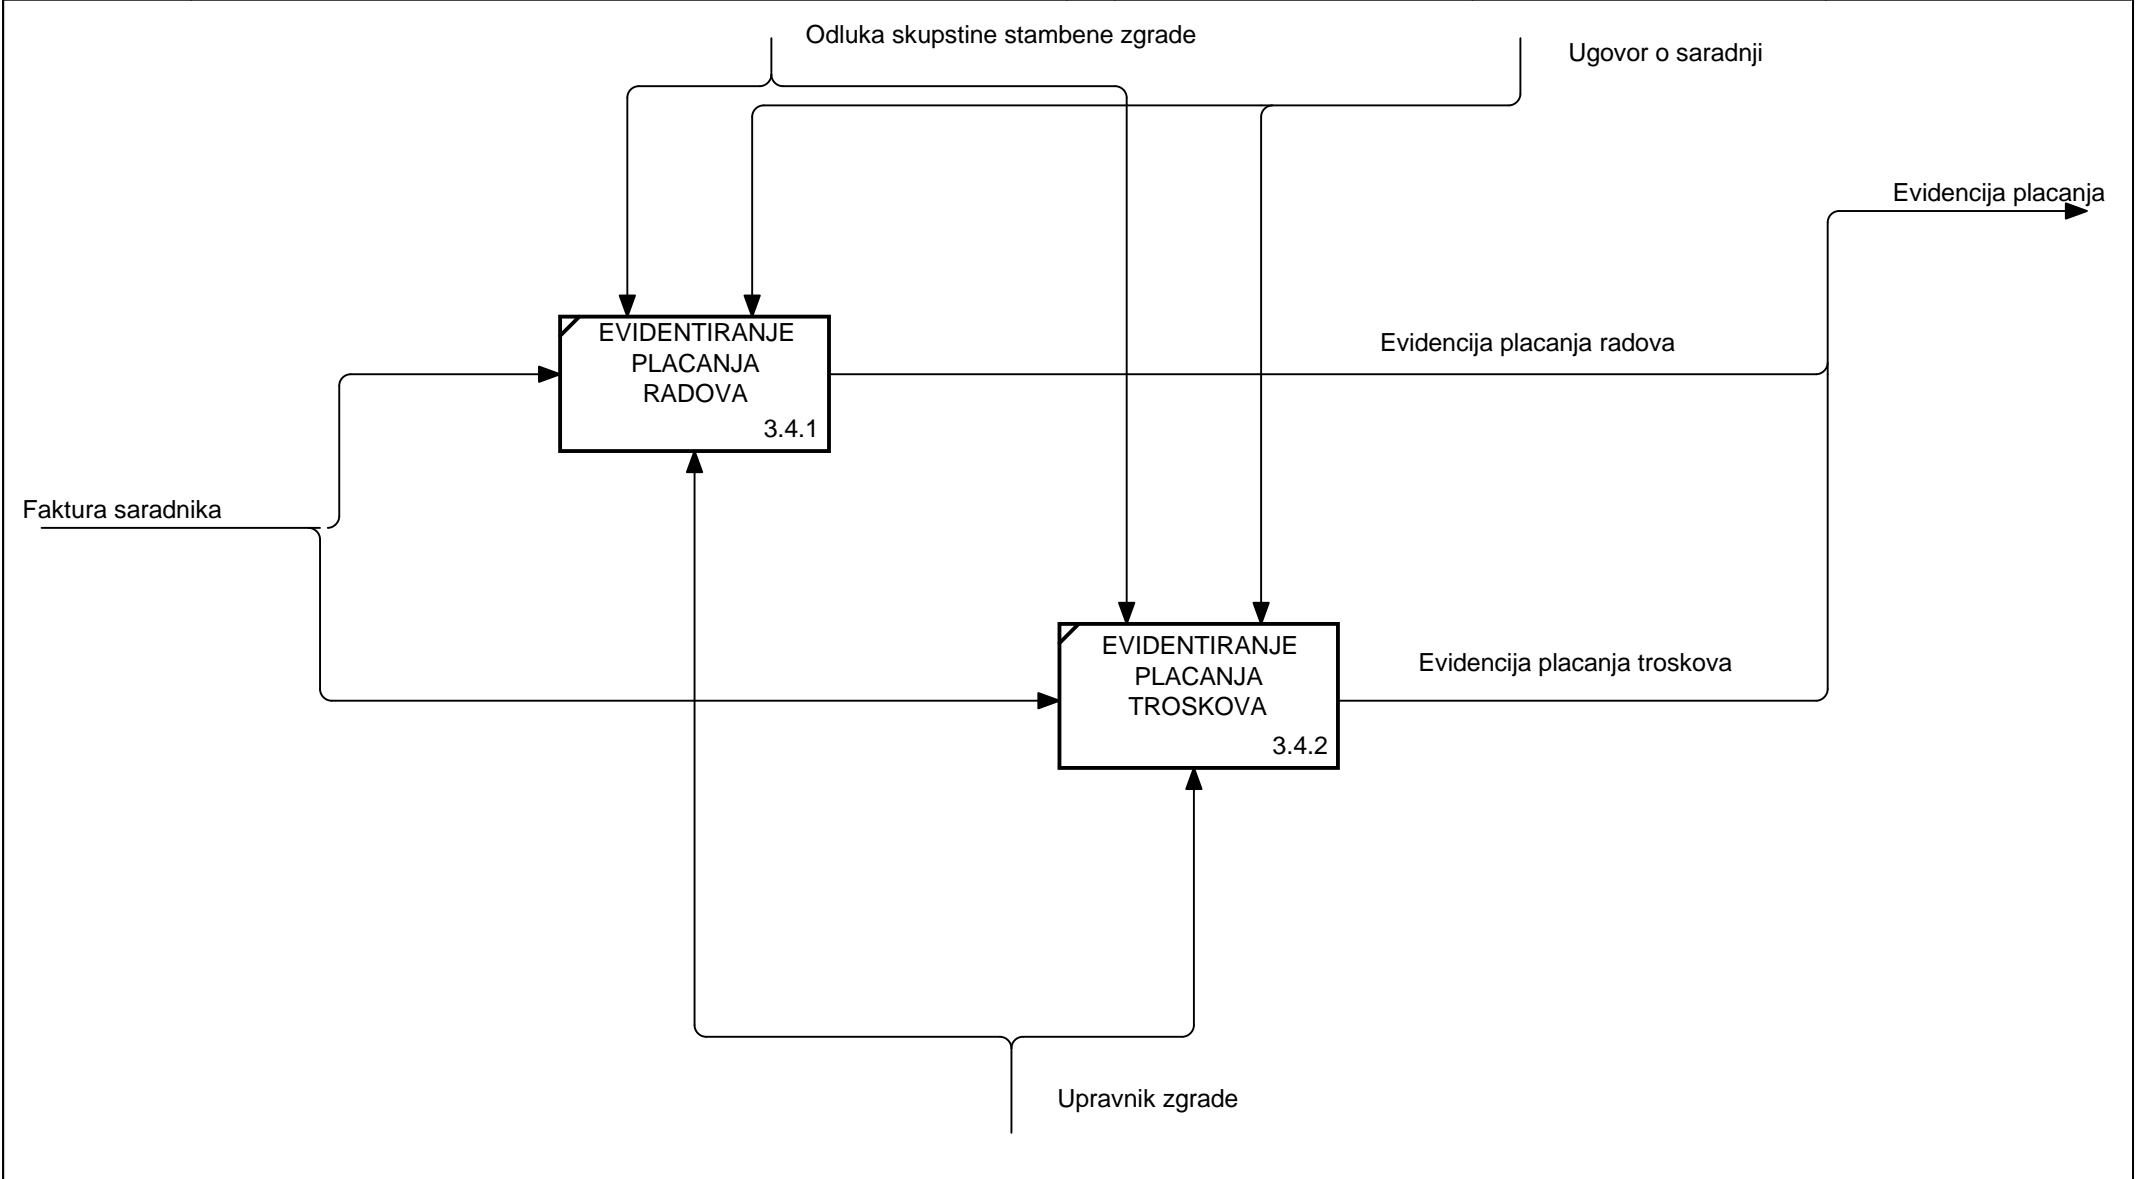 Odluka skupstine stambene zgrade
Ugovor o saradnji
Evidencija placanja
EVIDENTIRANJE
PLACANJA
RADOVA
3.4.1
Evidencija placanja radova
Faktura saradnika
EVIDENTIRANJE
PLACANJA
TROSKOVA
3.4.2
Evidencija placanja troskova
Upravnik zgrade